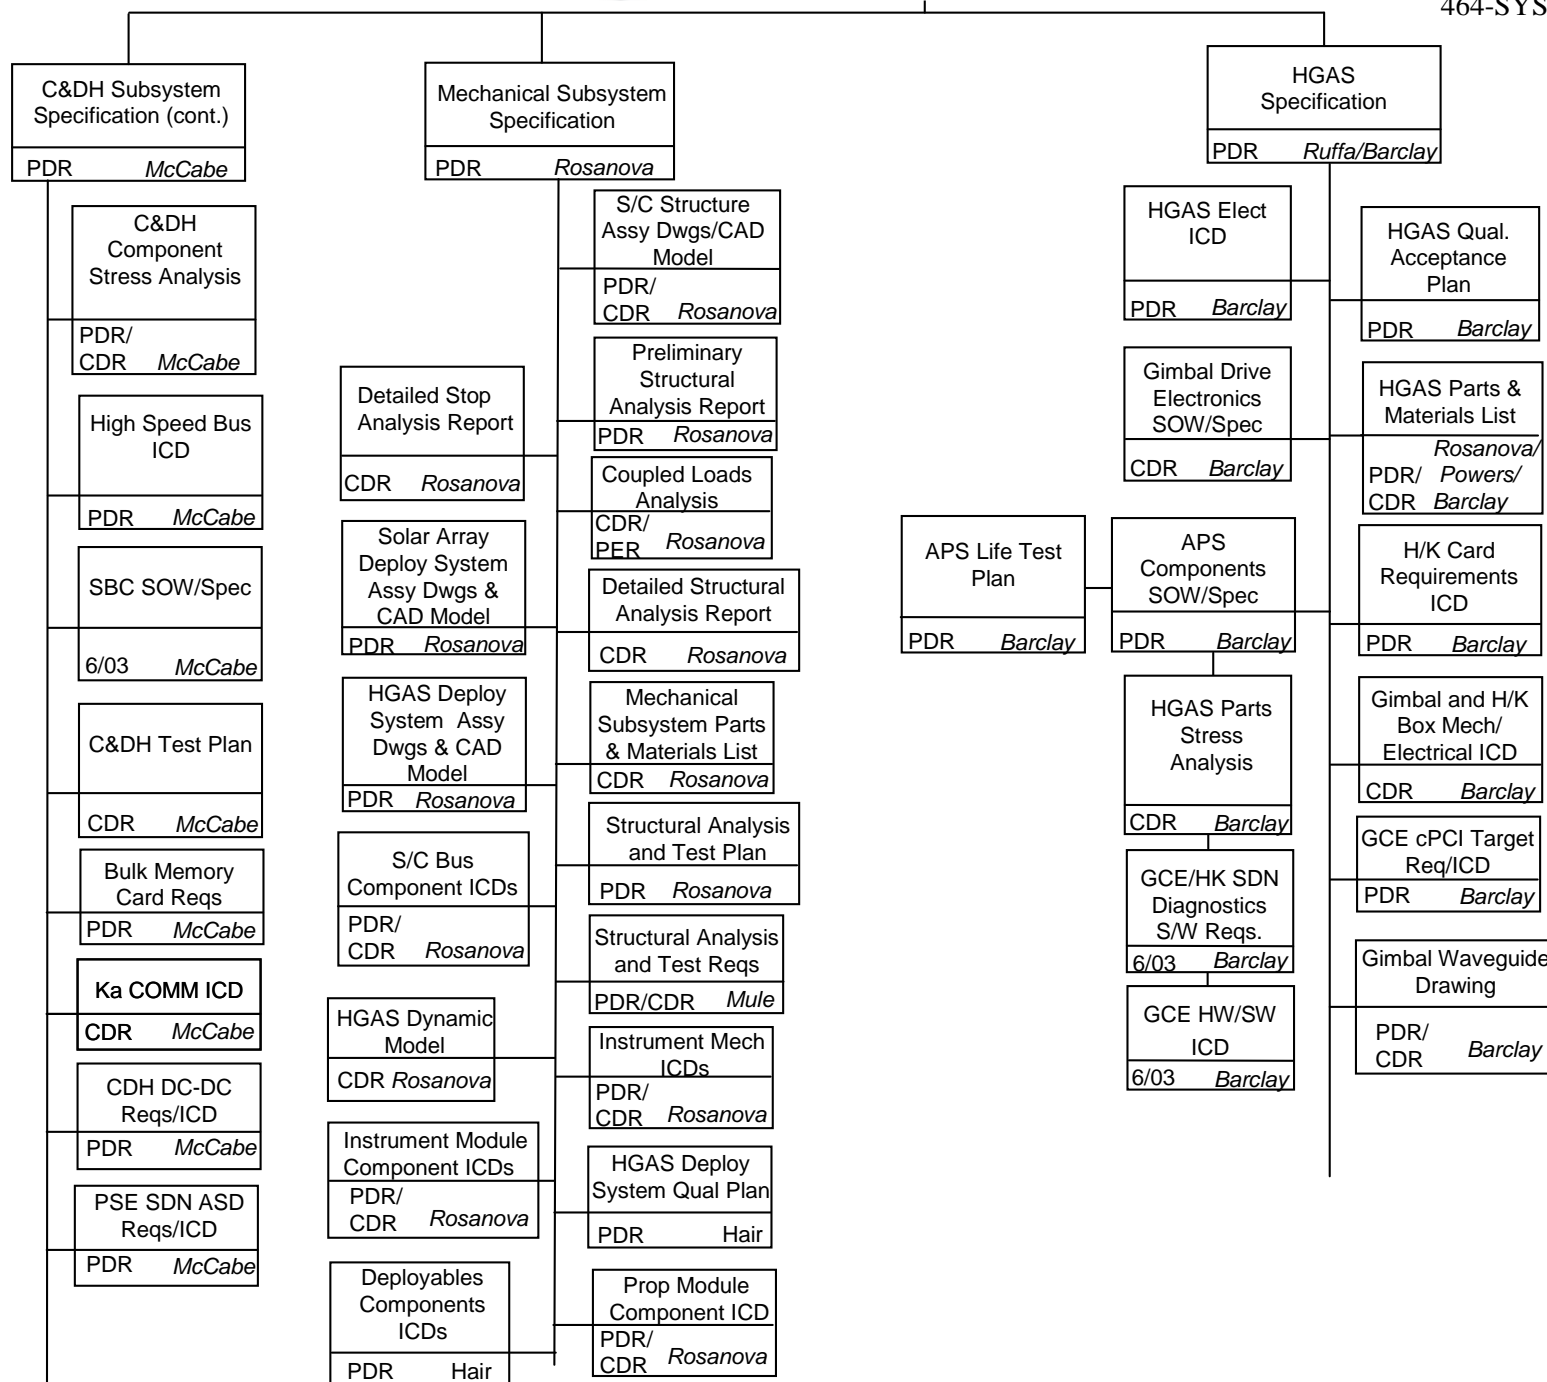 464-SYS
C&DH Subsystem
Specification (cont.)
PDR McCabe
C&DH
Component
Stress Analysis
PDR/
CDR McCabe
High Speed Bus
ICD
PDR McCabe
SBC SOW/Spec
6/03 McCabe
C&DH Test Plan
CDR McCabe
Bulk Memory
Card Reqs
PDR McCabe
Ka COMM ICD
CDR McCabe
CDH DC-DC
Reqs/ICD
PDR McCabe
PSE SDN ASD
Reqs/ICD
PDR McCabe
Mechanical Subsystem
Specification
PDR Rosanova
Detailed Stop
Analysis Report
CDR Rosanova
Solar Array
Deploy System
Assy Dwgs &
CAD Model
PDR Rosanova
HGAS Deploy
System Assy
Dwgs & CAD
Model
PDR Rosanova
S/C Bus
Component ICDs
PDR/
CDR Rosanova
HGAS Dynamic
Model
CDR Rosanova
Instrument Module
Component ICDs
PDR/
CDR Rosanova
Deployables
Components
ICDs
PDR Hair
S/C Structure
Assy Dwgs/CAD
Model
PDR/
CDR Rosanova
Preliminary
Structural
Analysis Report
PDR Rosanova
Coupled Loads
Analysis
CDR/
PER Rosanova
Detailed Structural
Analysis Report
CDR Rosanova
Mechanical
Subsystem Parts
& Materials List
CDR Rosanova
Structural Analysis
and Test Plan
PDR Rosanova
Structural Analysis
and Test Reqs
PDR/CDR Mule
Instrument Mech
ICDs
PDR/
CDR Rosanova
HGAS Deploy
System Qual Plan
PDR Hair
Prop Module
Component ICD
PDR/
CDR Rosanova
HGAS
Specification
PDR Ruffa/Barclay
HGAS Elect
ICD
PDR Barclay
Gimbal Drive
Electronics
SOW/Spec
CDR Barclay
APS Life Test
Plan
PDR Barclay
APS
Components
SOW/Spec
PDR Barclay
HGAS Parts
Stress
Analysis
CDR Barclay
GCE/HK SDN
Diagnostics
S/W Reqs.
6/03 Barclay
GCE HW/SW
ICD
6/03 Barclay
HGAS Qual.
Acceptance
Plan
PDR Barclay
HGAS Parts &
Materials List
Rosanova/
PDR/ Powers/
CDR Barclay
H/K Card
Requirements
ICD
PDR Barclay
Gimbal and H/K
Box Mech/
Electrical ICD
CDR Barclay
GCE cPCI Target
Req/ICD
PDR Barclay
Gimbal Waveguide
Drawing
PDR/
CDR Barclay